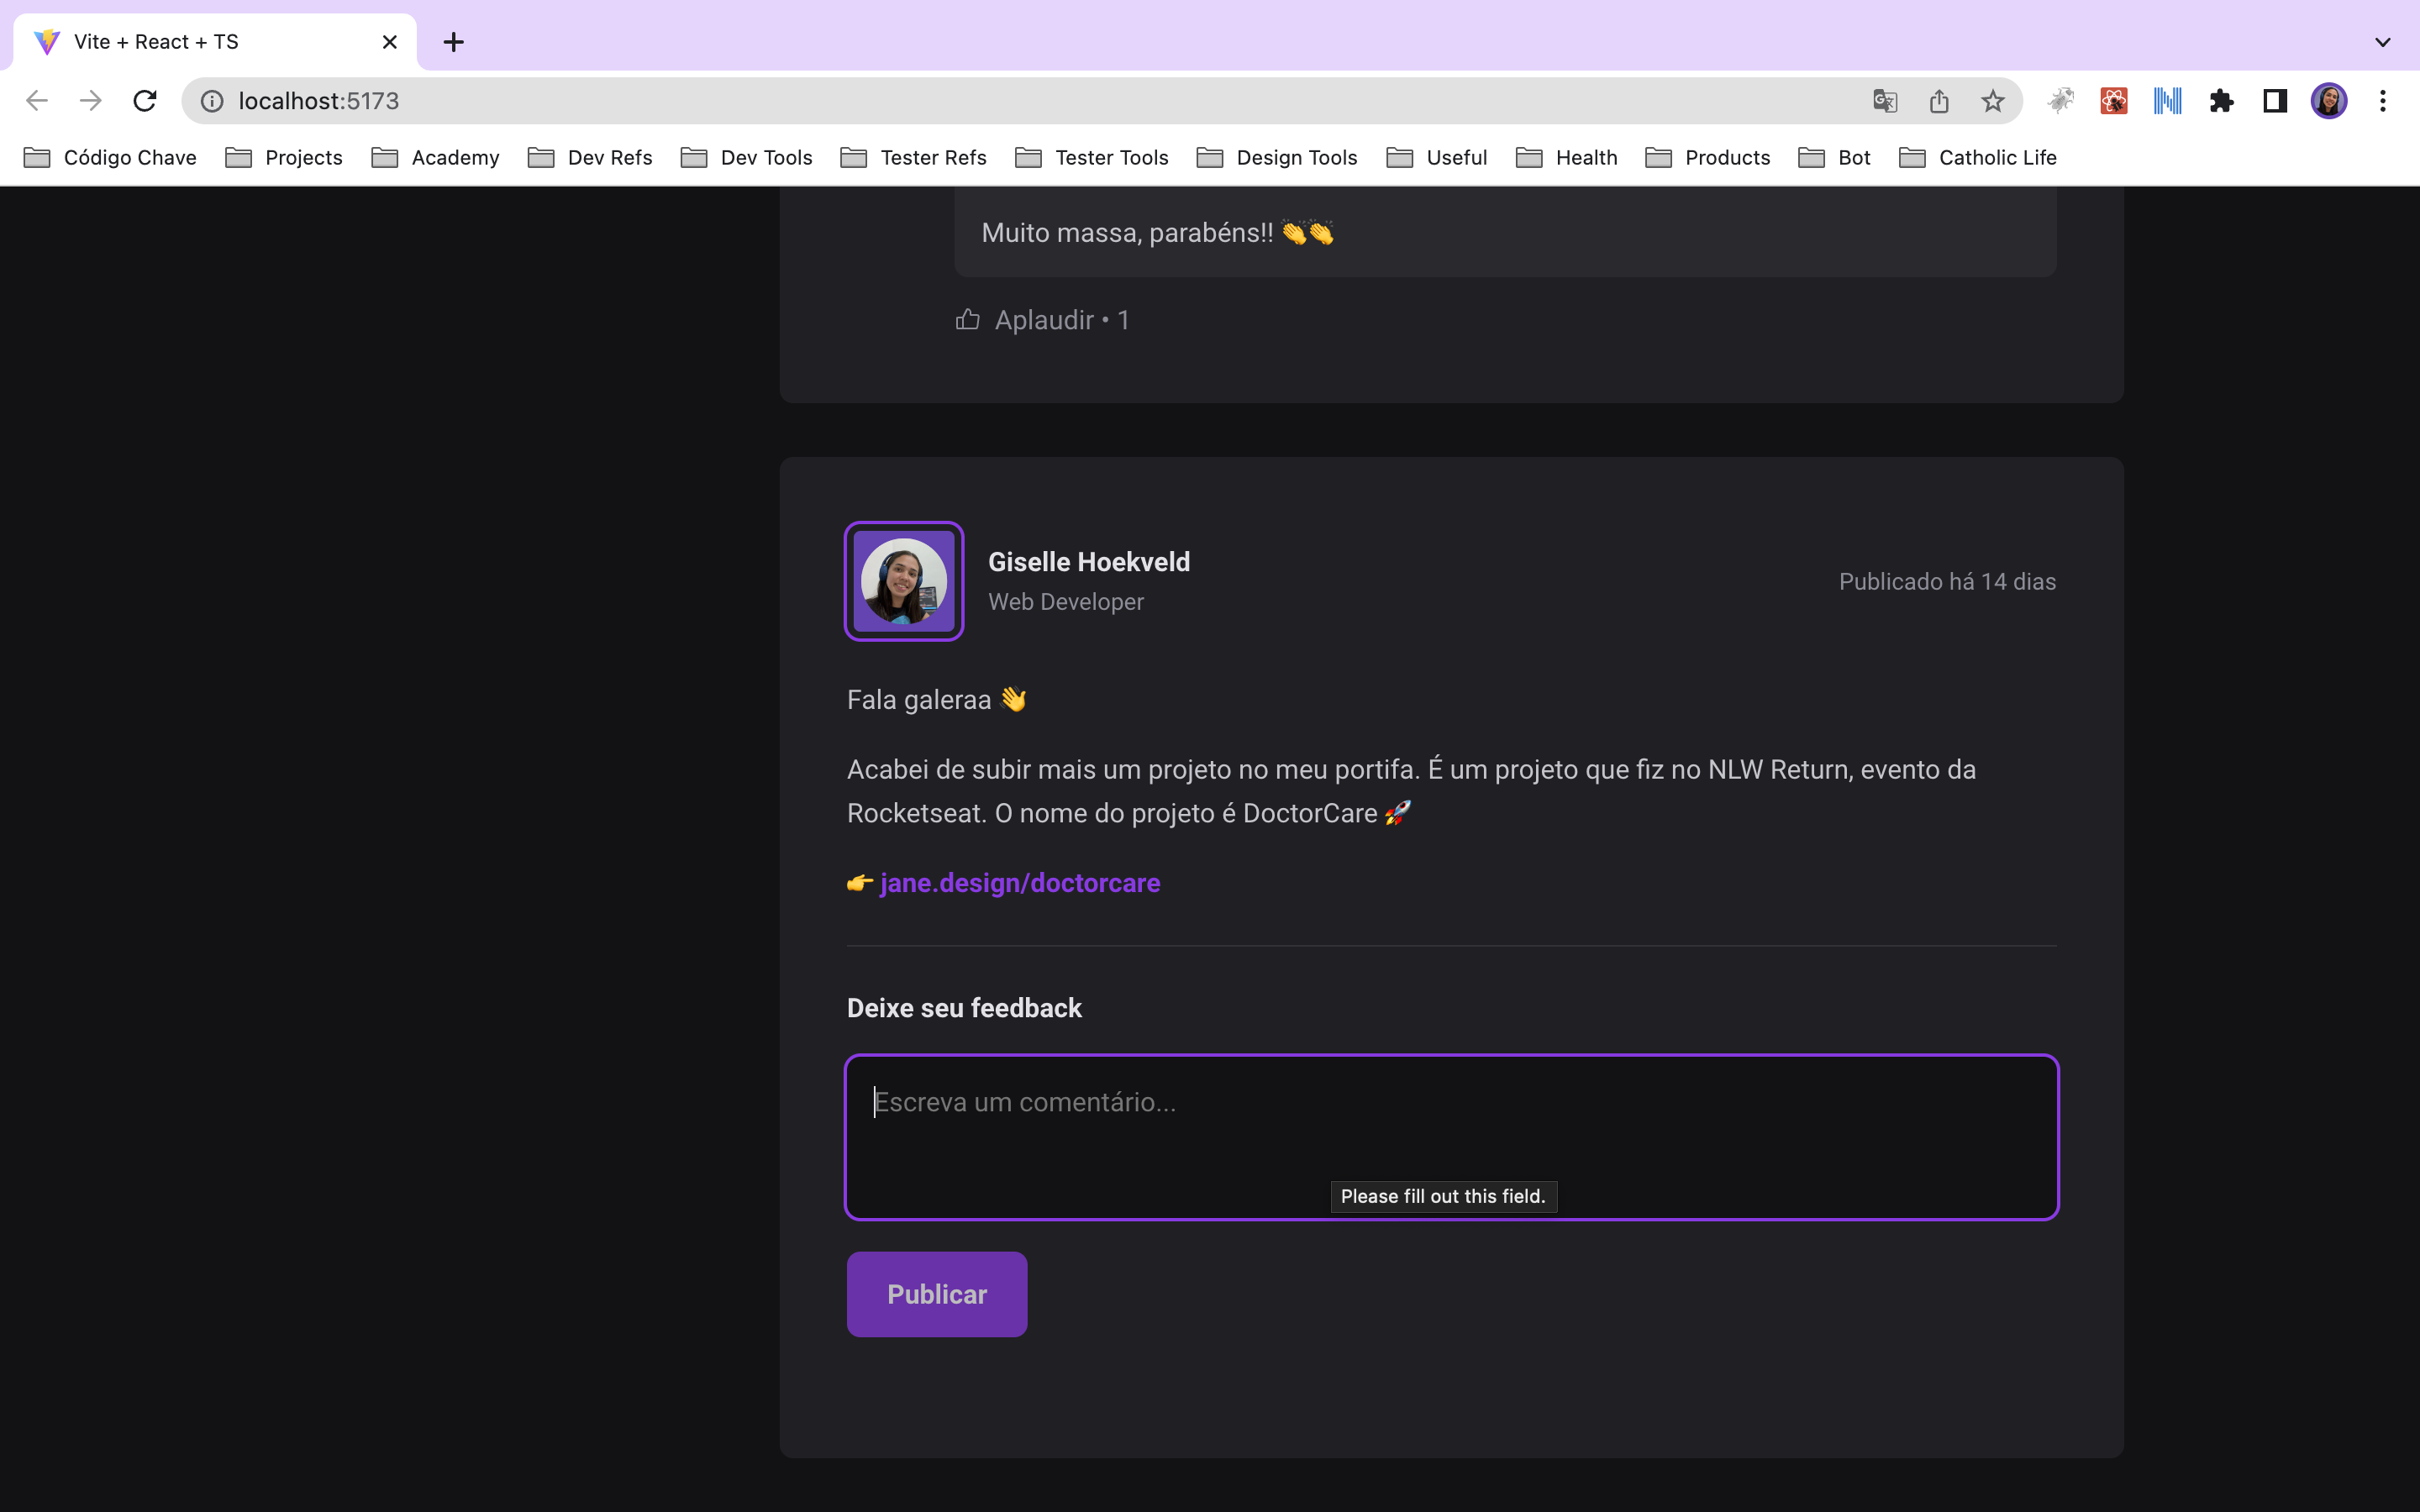 Vite + React + TS
localhost:5173
Código Chave Projects Academy Dev Refs Dev Tools Tester Refs Tester Tools Design Tools Useful Health Products Bot Catholic Life
Muito massa, parabéns!! 👏👏
Aplaudir • 1
Giselle Hoekveld
Web Developer
Publicado há 14 dias
Fala galeraa 👋
Acabei de subir mais um projeto no meu portifa. É um projeto que fiz no NLW Return, evento da
Rocketseat. O nome do projeto é DoctorCare 🚀
👉 jane.design/doctorcare
Deixe seu feedback
Escreva um comentário...
Please fill out this field.
Publicar